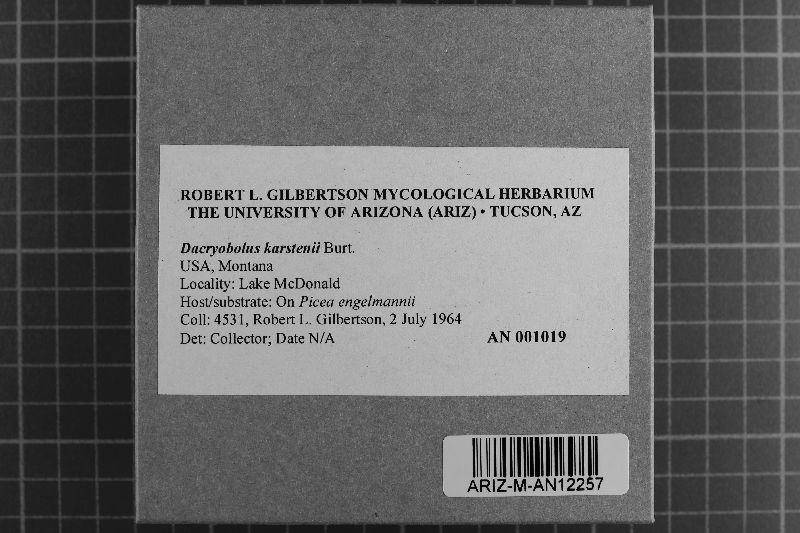 ROBERT L. GILBERTSON MYCOLOGICAL HERBARIUM
THE UNIVERSITY OF ARIZONA (ARIZ) • TUCSON, AZ
Dacryobolus karstenii Burt.
USA, Montana
Locality: Lake McDonald
Host/substrate: On Picea engelmannii
Coll: 4531, Robert L. Gilbertson, 2 July 1964
Det: Collector; Date N/A AN 001019
ARIZ-M-AN12257